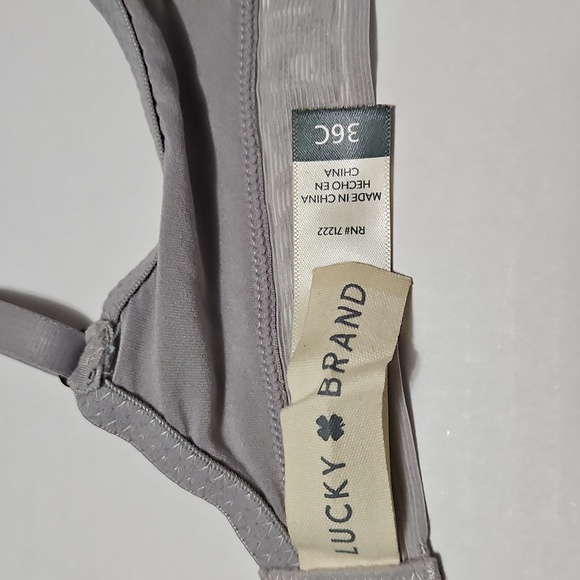 36C
MADE IN CHINA
HECHO EN
CHINA
RN# 71222
LUCKY BRAND